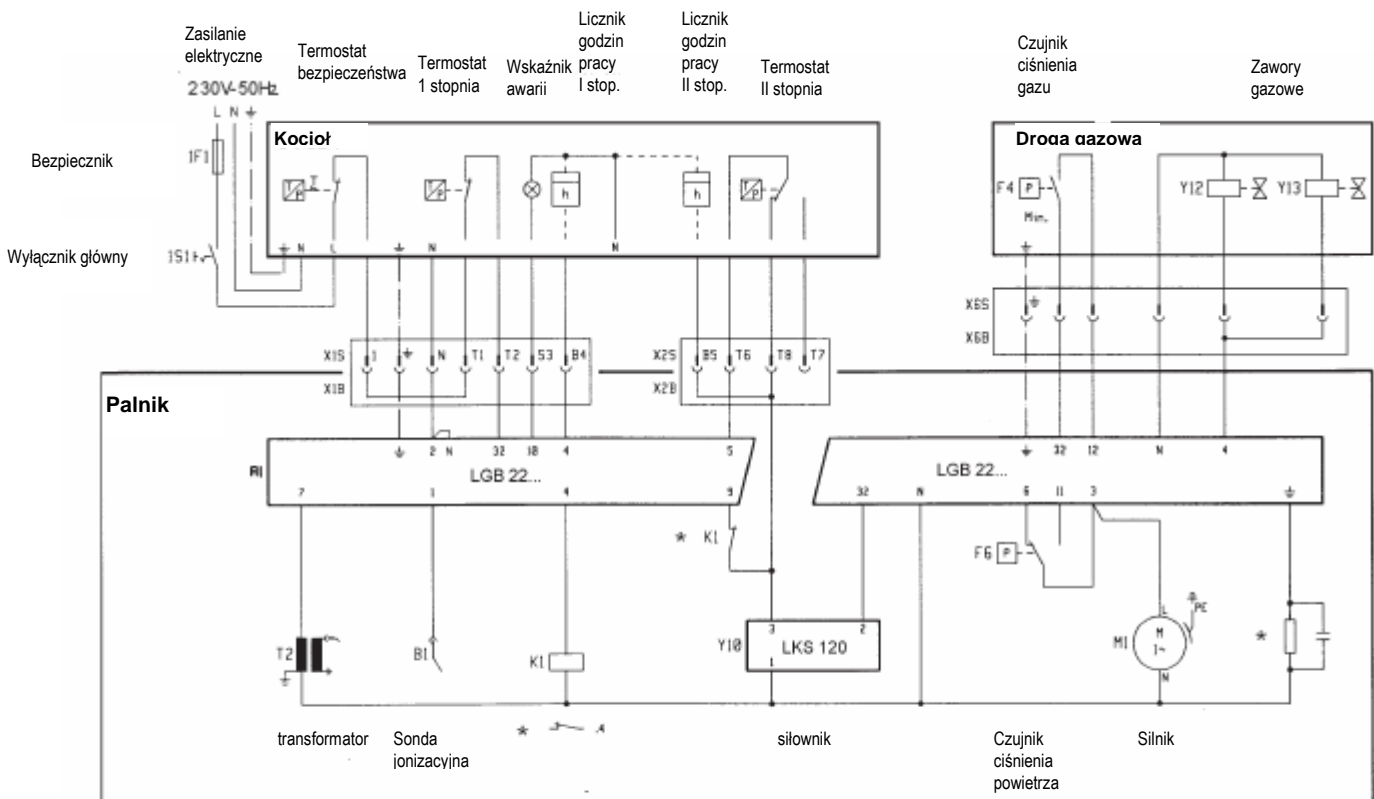 Zasilanie
elektryczne
230V-50Hz
L N
Termostat
bezpieczeństwa
Termostat
1 stopnia
Wskaźnik
awarii
Licznik
godzin
pracy
I stop.
Licznik
godzin
pracy
II stop.
Termostat
II stopnia
Czujnik
ciśnienia
gazu
Zawory
gazowe
Bezpiecznik
1F1
Wyłącznik główny
1S1
Kocioł
T/P
T/P
h
h
T/P
N L N N
Droga gazowa
F4 P
Min.
Y12 Y13
X1S 1 N T1 T2 S3 B4
X1B
X2S B5 T6 T8 T7
X2B
X6S
X6B
Palnik
2 N 32 10 4 5
LGB 22...
7 1 4 9
32 12 N 4
LGB 22...
32 N 6 11 3
* K1
F6 P
T2
B1
K1
Y10
3 2
LKS 120
1
M1
L
M
1~
N
PE
*
* A
transformator
Sonda
jonizacyjna
siłownik
Czujnik
ciśnienia
powietrza
Silnik